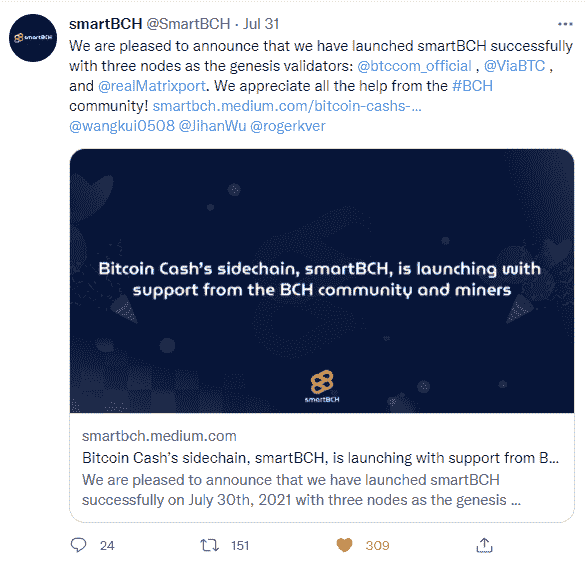 smartBCH
smartBCH @SmartBCH · Jul 31
We are pleased to announce that we have launched smartBCH successfully
with three nodes as the genesis validators: @btccom_official , @ViaBTC ,
and @realMatrixport. We appreciate all the help from the #BCH
community! smartbch.medium.com/bitcoin-cashs-...
@wangkui0508 @JihanWu @rogerkver
Bitcoin Cash's sidechain, smartBCH, is launching with
support from the BCH community and miners
smartBCH
smartbch.medium.com
Bitcoin Cash's sidechain, smartBCH, is launching with support from B...
We are pleased to announce that we have launched smartBCH
successfully on July 30th, 2021 with three nodes as the genesis ...
24 151 309